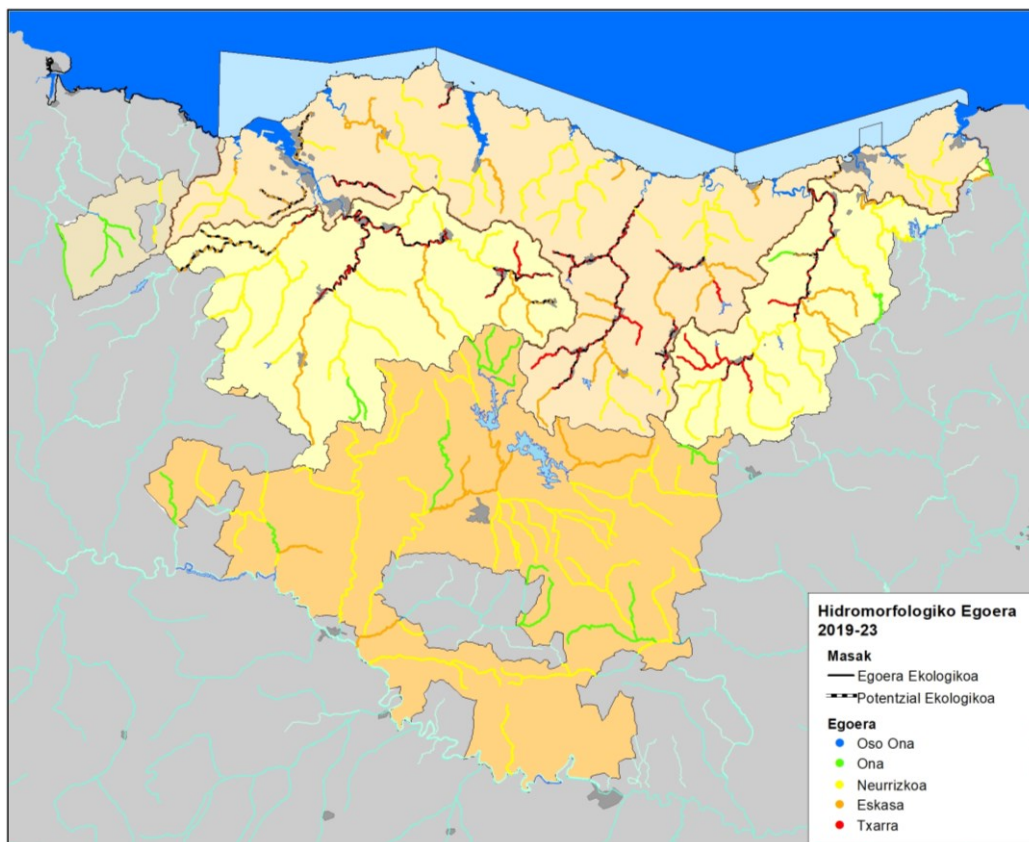 Hidromorfologiko Egoera
2019-23
Masak
Egoera Ekologikoa
Potentzial Ekologikoa
Egoera
Oso Ona
Ona
Neurrizkoa
Eskasa
Txarra